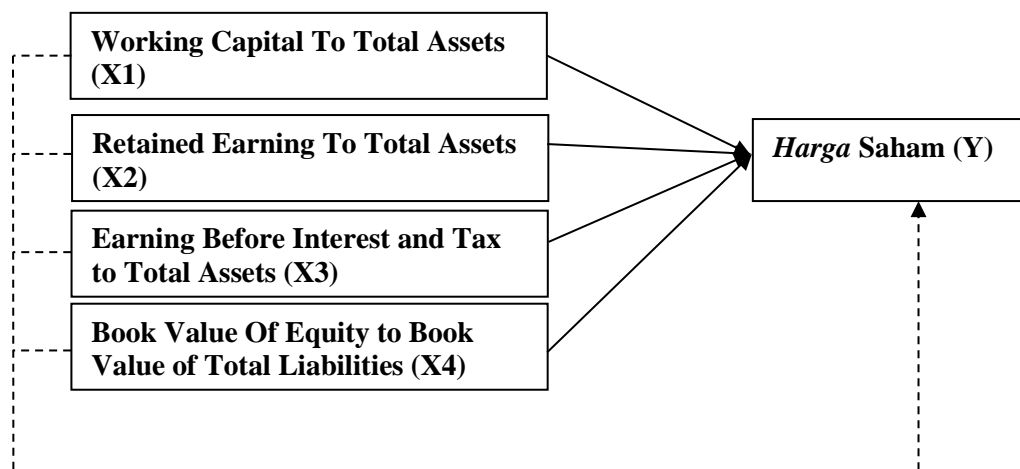 Working Capital To Total Assets
(X1)
Retained Earning To Total Assets
(X2)
Harga Saham (Y)
Earning Before Interest and Tax
to Total Assets (X3)
Book Value Of Equity to Book
Value of Total Liabilities (X4)